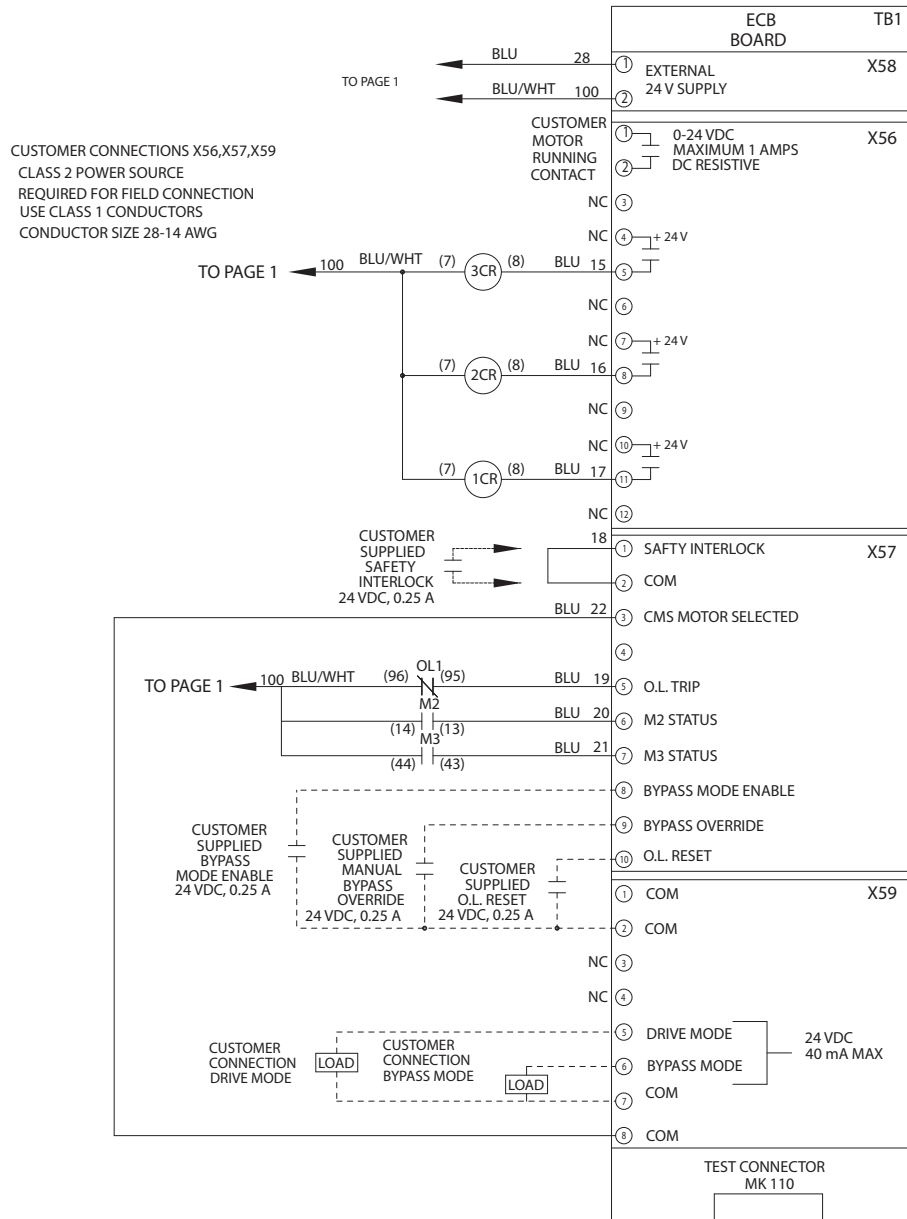 ECB TB1
BOARD
BLU 28 1 EXTERNAL X58
TO PAGE 1
BLU/WHT 100 2 24 V SUPPLY
CUSTOMER
MOTOR
RUNNING
CONTACT
1 0-24 VDC X56
MAXIMUM 1 AMPS
2 DC RESISTIVE
CUSTOMER CONNECTIONS X56,X57,X59
CLASS 2 POWER SOURCE
REQUIRED FOR FIELD CONNECTION
USE CLASS 1 CONDUCTORS
CONDUCTOR SIZE 28-14 AWG
NC 3
NC 4 + 24 V
TO PAGE 1 100 BLU/WHT (7) 3CR (8) BLU 15 5
NC 6
NC 7 + 24 V
(7) 2CR (8) BLU 16 8
NC 9
NC 10 + 24 V
(7) 1CR (8) BLU 17 11
NC 12
CUSTOMER
SUPPLIED
SAFETY
INTERLOCK
24 VDC, 0.25 A
18 1 SAFTY INTERLOCK X57
2 COM
BLU 22 3 CMS MOTOR SELECTED
4
OL1
TO PAGE 1 100 BLU/WHT (96) (95) BLU 19 5 O.L. TRIP
M2
(14) (13) BLU 20 6 M2 STATUS
M3
(44) (43) BLU 21 7 M3 STATUS
8 BYPASS MODE ENABLE
9 BYPASS OVERRIDE
10 O.L. RESET
CUSTOMER
SUPPLIED
BYPASS
MODE ENABLE
24 VDC, 0.25 A
CUSTOMER
SUPPLIED
MANUAL
BYPASS
OVERRIDE
24 VDC, 0.25 A
CUSTOMER
SUPPLIED
O.L. RESET
24 VDC, 0.25 A
1 COM X59
2 COM
NC 3
NC 4
5 DRIVE MODE
6 BYPASS MODE
24 VDC
40 mA MAX
7 COM
8 COM
CUSTOMER
CONNECTION
DRIVE MODE
LOAD
CUSTOMER
CONNECTION
BYPASS MODE
LOAD
TEST CONNECTOR
MK 110